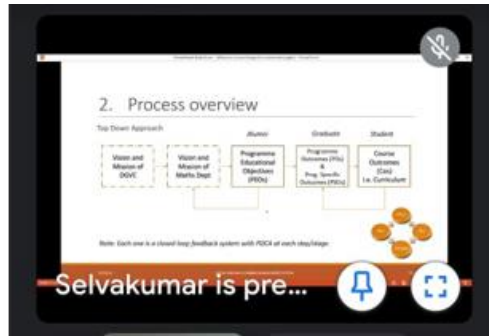 2. Process overview
Top Down Approach
Alumni
Graduate
Student
Vision and
Mission of
DGVC
Vision and
Mission of
Maths Dept
Programme
Educational
Objectives
(PEOs)
Programme
Outcomes (POs)
&
Prog. Specific
Outcomes (PSOs)
Course
Outcomes
(Cos)
i.e. Curriculum
Note: Each one is a closed loop feedback system with PDCA at each step/stage.
Selvakumar is pre...